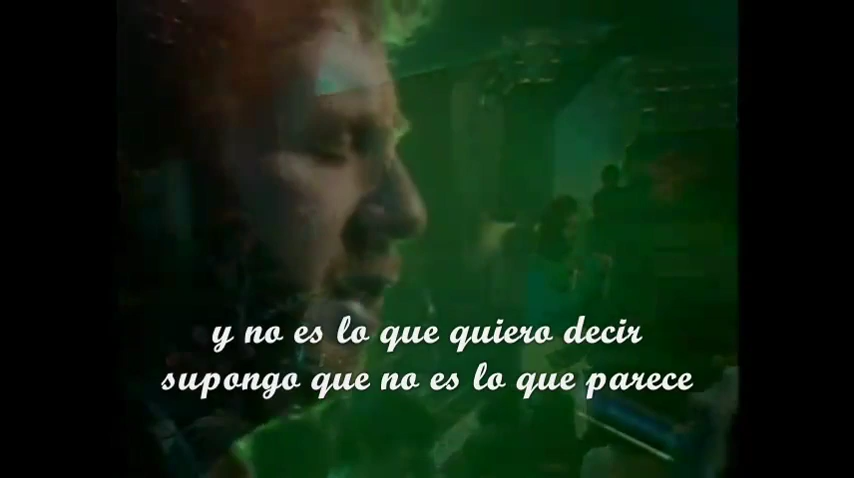 y no es lo que quiero decir
supongo que no es lo que parece